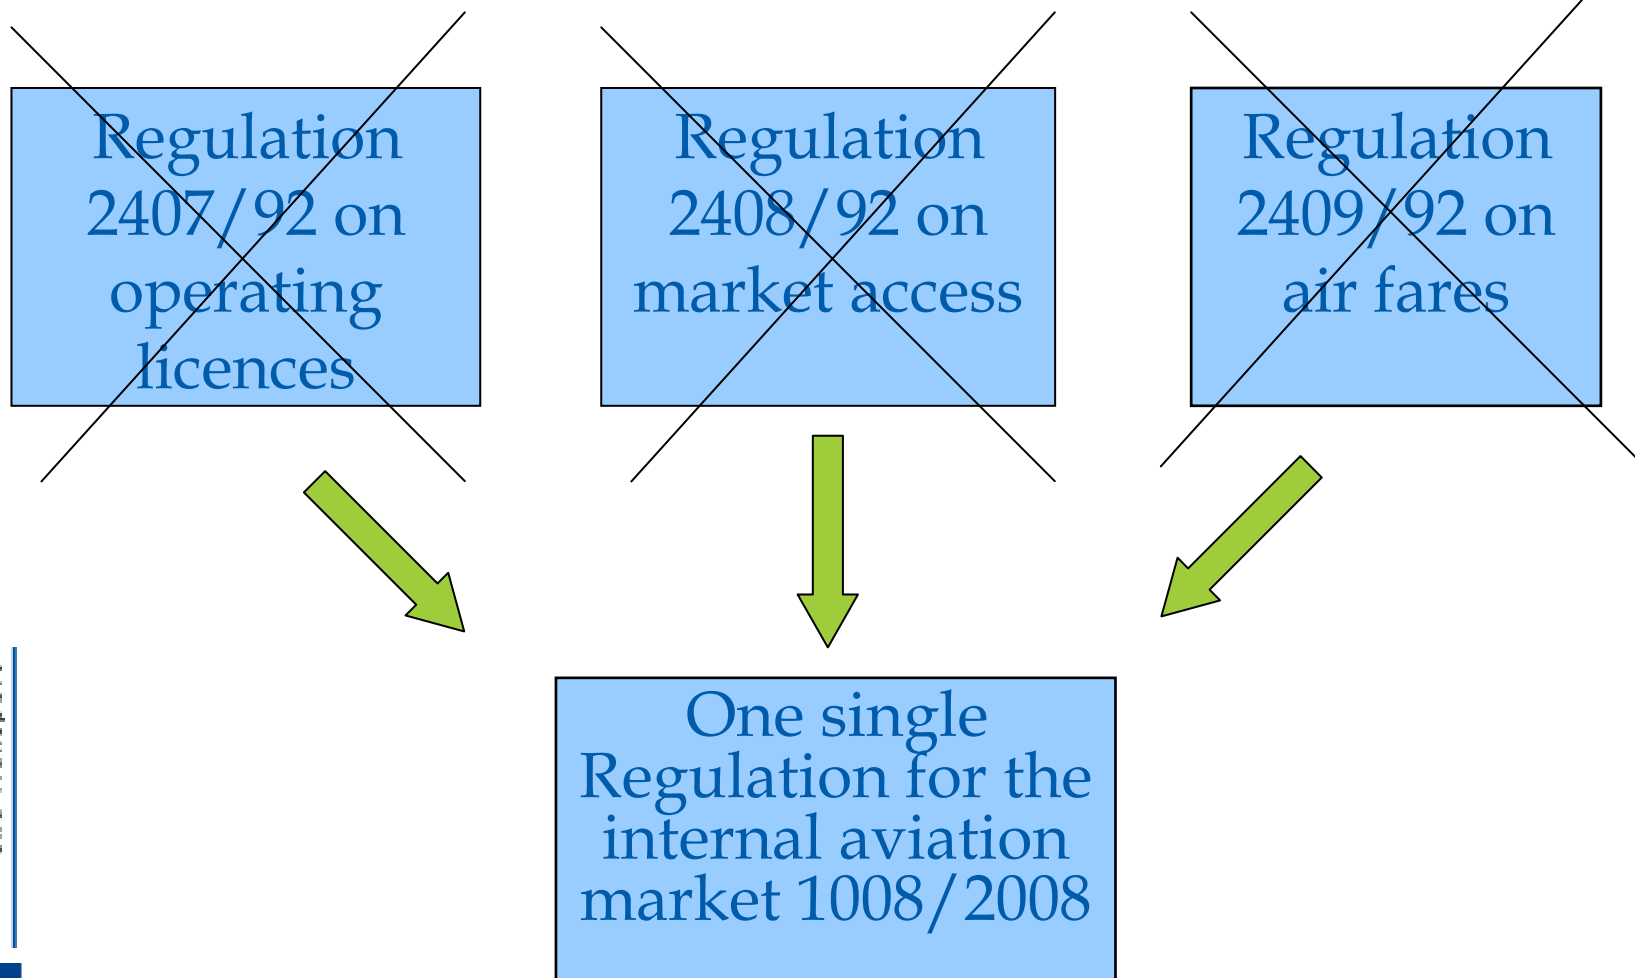 Regulation
2407/92 on
operating
licences
Regulation
2408/92 on
market access
Regulation
2409/92 on
air fares
One single
Regulation for the
internal aviation
market 1008/2008